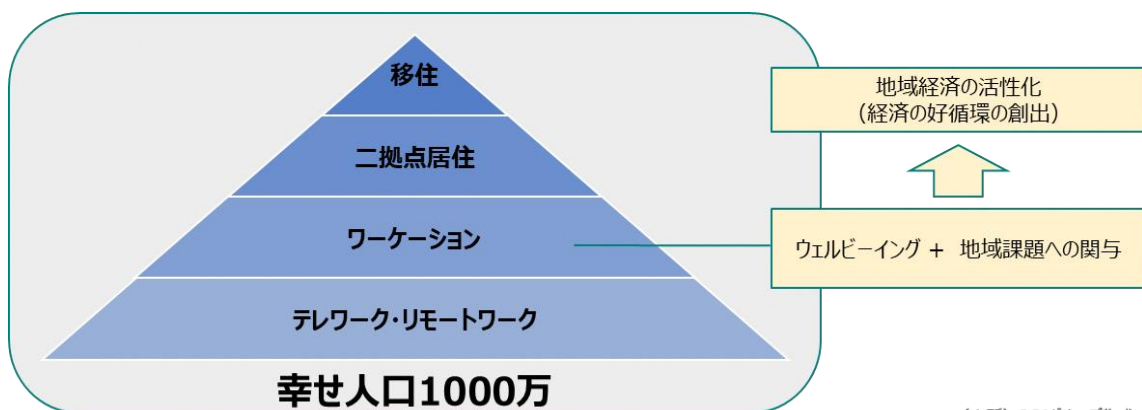 移住
二拠点居住
ワーケーション
テレワーク・リモートワーク
幸せ人口1000万
地域経済の活性化
(経済の好循環の創出)
ウェルビーイング + 地域課題への関与